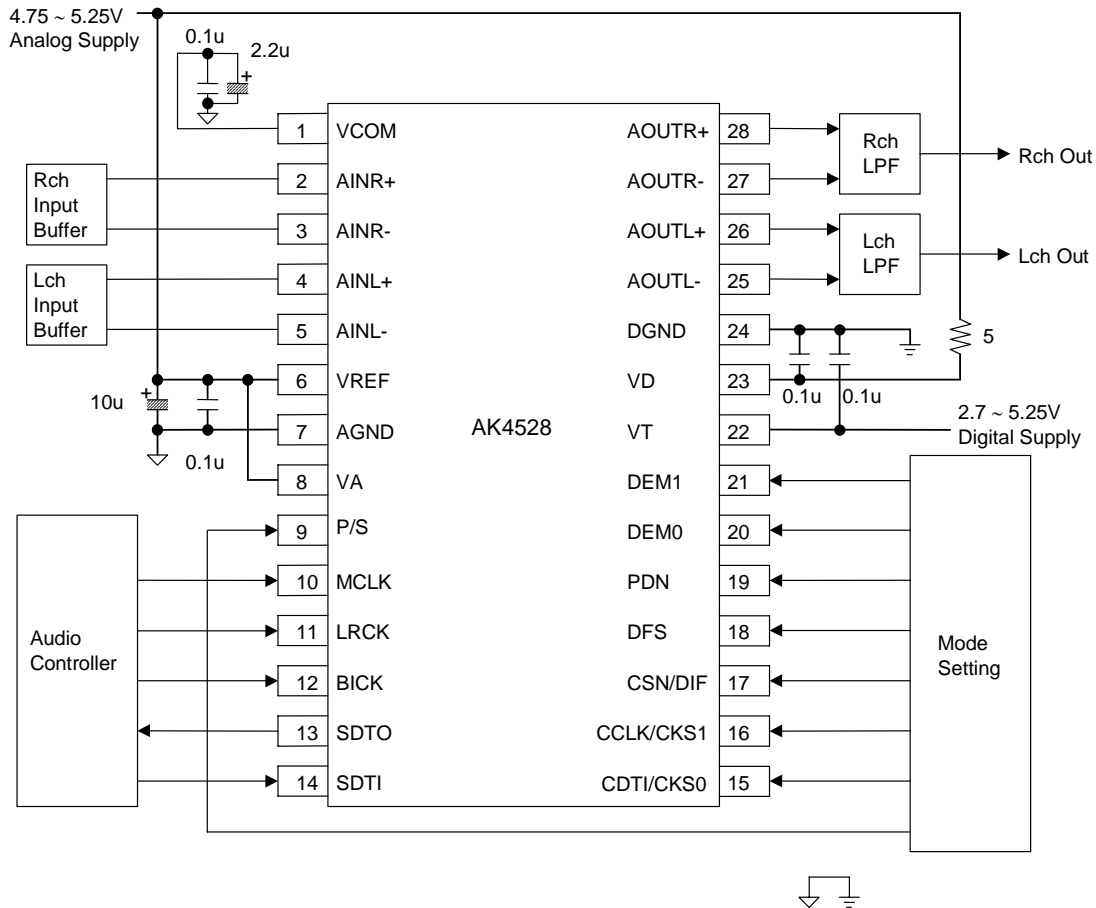 4.75 ~ 5.25V
Analog Supply
0.1u
2.2u
+
1 VCOM
2 AINR+
3 AINR-
4 AINL+
5 AINL-
6 VREF
7 AGND
8 VA
9 P/S
10 MCLK
11 LRCK
12 BICK
13 SDTO
14 SDTI
Rch
Input
Buffer
Lch
Input
Buffer
10u
+
0.1u
Audio
Controller
AK4528
AOUTR+ 28
AOUTR- 27
AOUTL+ 26
AOUTL- 25
DGND 24
VD 23
VT 22
DEM1 21
DEM0 20
PDN 19
DFS 18
CSN/DIF 17
CCLK/CKS1 16
CDTI/CKS0 15
Rch
LPF
Rch Out
Lch
LPF
Lch Out
5
0.1u
0.1u
2.7 ~ 5.25V
Digital Supply
Mode
Setting